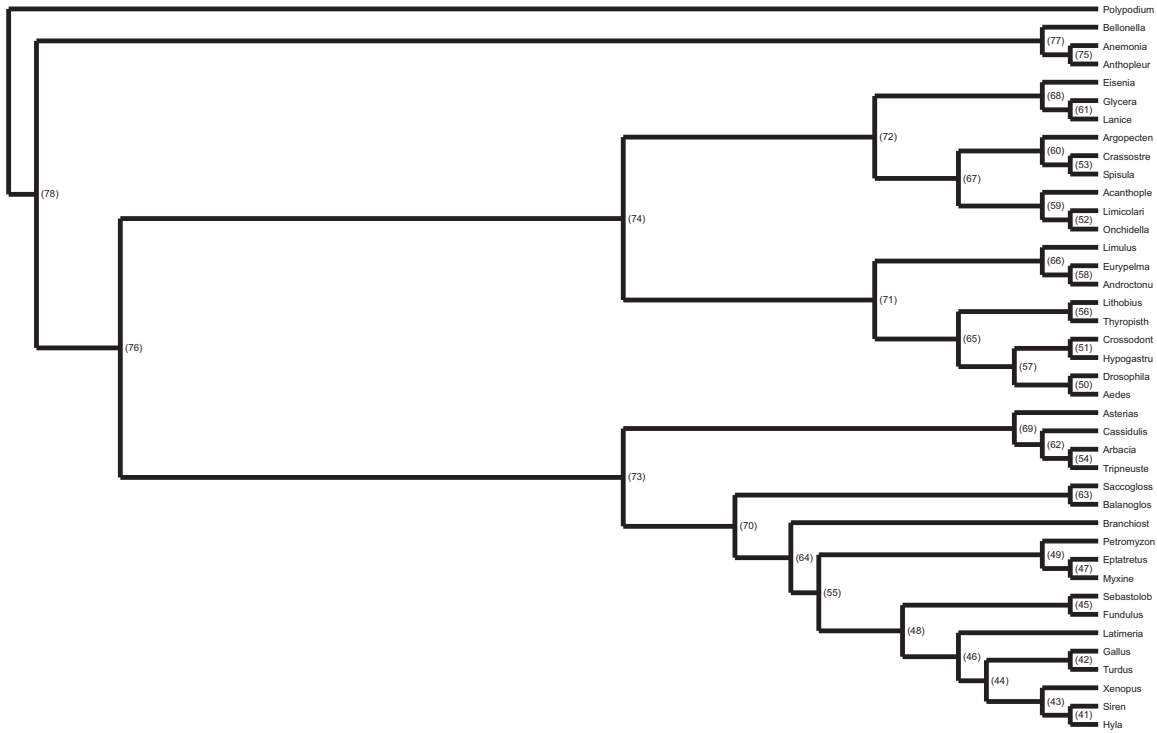 Polypodium
Bellonella
(77)
Anemonia
(75)
Anthopleur
Eisenia
(68)
Glycera
(61)
Lanice
(72)
Argopecten
(60)
Crassostre
(53)
Spisula
(67)
Acanthople
(78)
(59)
Limicolari
(52)
Onchidella
(74)
Limulus
(66)
Eurypelma
(58)
Androctonu
(71)
Lithobius
(56)
Thyropisth
(65)
Crossodont
(76)
(51)
Hypogastru
(57)
Drosophila
(50)
Aedes
Asterias
(69)
Cassidulis
(62)
Arbacia
(54)
Tripneuste
(73)
Saccogloss
(63)
Balanoglos
(70)
Branchiost
Petromyzon
(64)
(49)
Eptatretus
(47)
Myxine
(55)
Sebastolob
(45)
Fundulus
(48)
Latimeria
Gallus
(46)
(42)
Turdus
(44)
Xenopus
(43)
Siren
(41)
Hyla